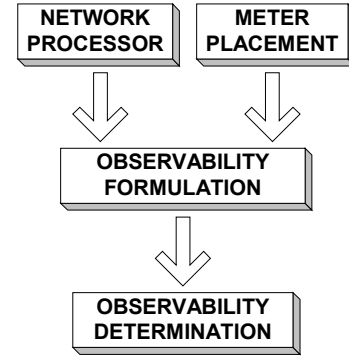 NETWORK
PROCESSOR
METER
PLACEMENT
OBSERVABILITY
FORMULATION
OBSERVABILITY
DETERMINATION